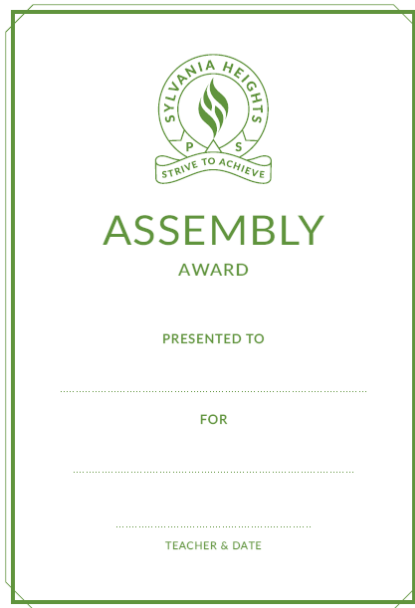 SYLVANIA HEIGHTS
P S
STRIVE TO ACHIEVE
ASSEMBLY
AWARD
PRESENTED TO
FOR
TEACHER & DATE